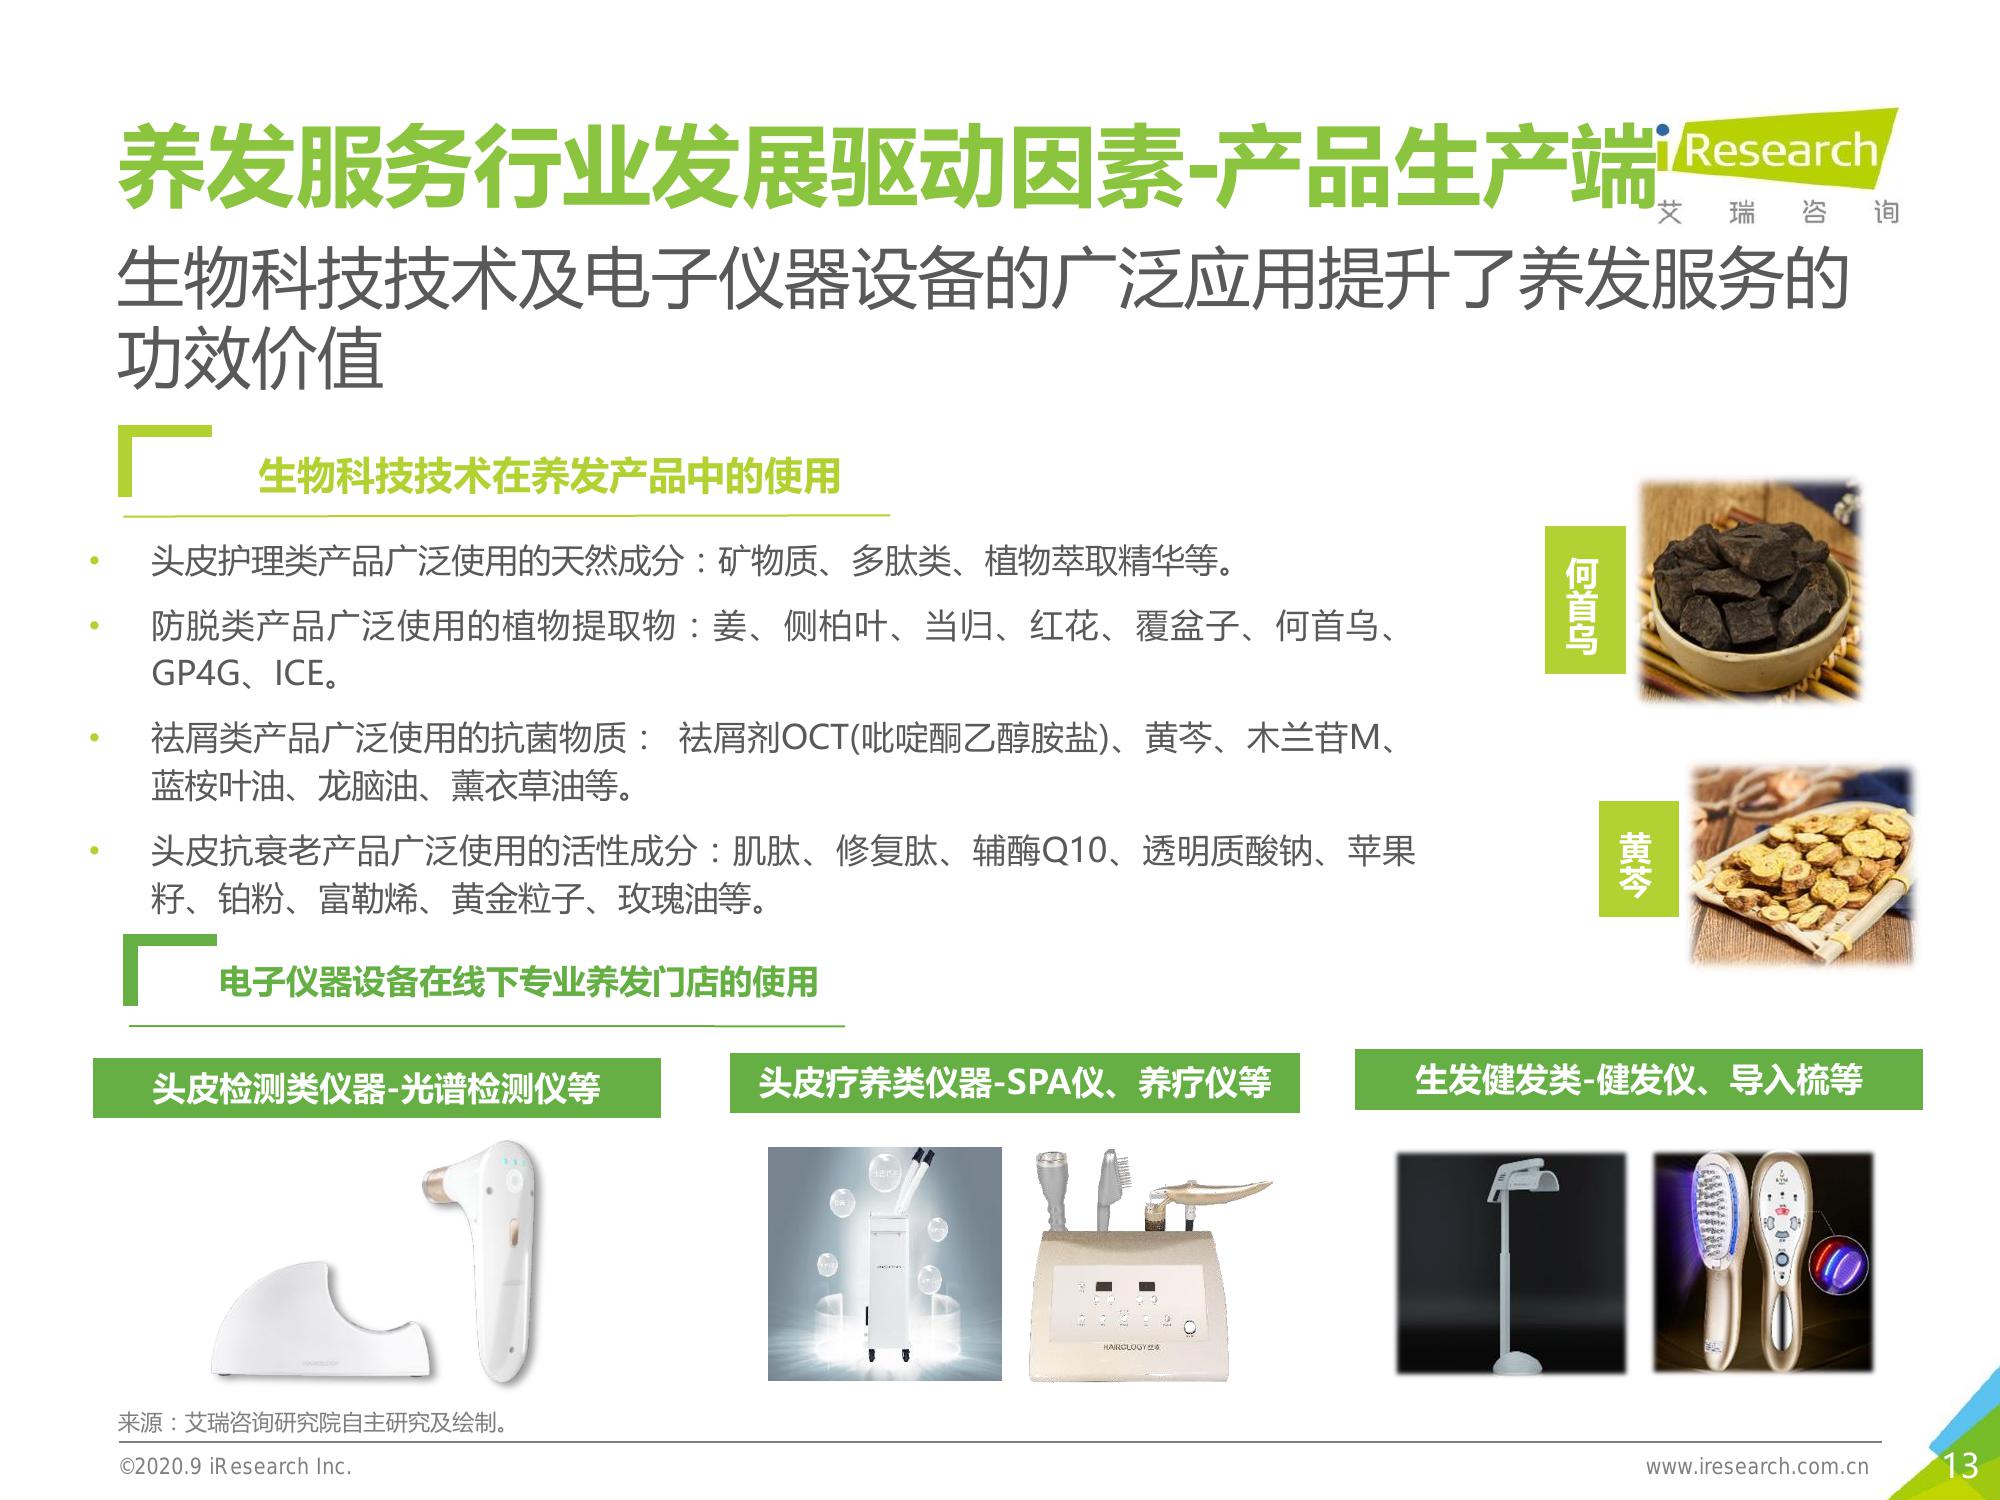 养发服务行业发展驱动因素-产品生产端
iResearch
艾瑞咨询
生物科技技术及电子仪器设备的广泛应用提升了养发服务的
功效价值
生物科技技术在养发产品中的使用
• 头皮护理类产品广泛使用的天然成分：矿物质、多肽类、植物萃取精华等。
• 防脱类产品广泛使用的植物提取物：姜、侧柏叶、当归、红花、覆盆子、何首乌、
GP4G、ICE。
• 祛屑类产品广泛使用的抗菌物质： 祛屑剂OCT(吡啶酮乙醇胺盐)、黄芩、木兰苷M、
蓝桉叶油、龙脑油、薰衣草油等。
• 头皮抗衰老产品广泛使用的活性成分：肌肽、修复肽、辅酶Q10、透明质酸钠、苹果
籽、铂粉、富勒烯、黄金粒子、玫瑰油等。
何首乌
黄芩
电子仪器设备在线下专业养发门店的使用
头皮检测类仪器-光谱检测仪等
头皮疗养类仪器-SPA仪、养疗仪等
生发健发类-健发仪、导入梳等
HAIROLOGY丝域
来源：艾瑞咨询研究院自主研究及绘制。
©2020.9 iResearch Inc.
www.iresearch.com.cn
13